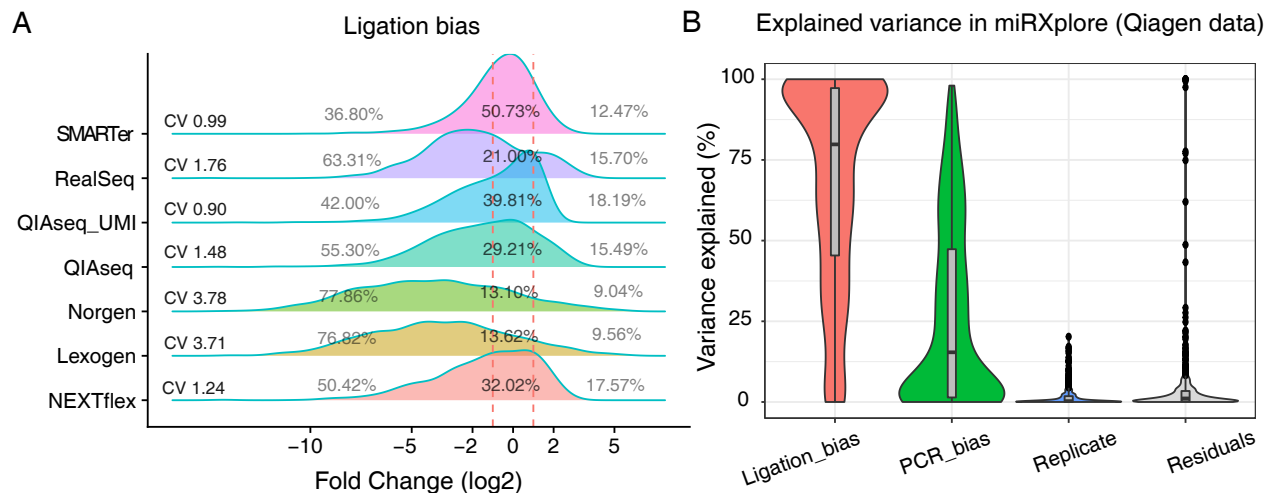 A
Ligation bias
SMARTer CV 0.99 36.80% 50.73% 12.47%
RealSeq CV 1.76 63.31% 21.00% 15.70%
QIAseq_UMI CV 0.90 42.00% 39.81% 18.19%
QIAseq CV 1.48 55.30% 29.21% 15.49%
Norgen CV 3.78 77.86% 13.10% 9.04%
Lexogen CV 3.71 76.82% 13.62% 9.56%
NEXTflex CV 1.24 50.42% 32.02% 17.57%
−10 −5 −2 0 2 5
Fold Change (log2)
B
Explained variance in miRXplore (Qiagen data)
Variance explained (%)
100
75
50
25
0
Ligation_bias PCR_bias Replicate Residuals